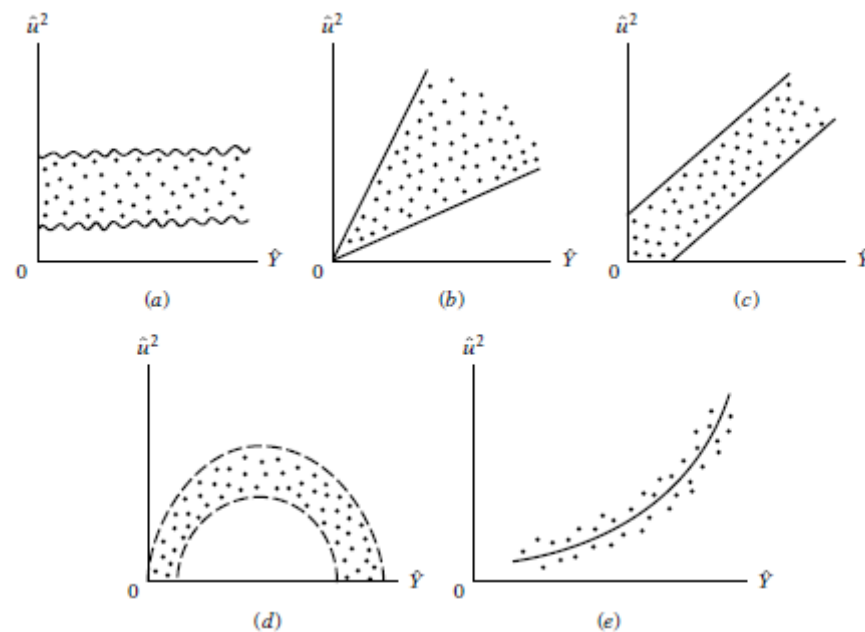 û² û² û²
0 Ŷ 0 Ŷ 0 Ŷ
(a) (b) (c)
û² û²
0 Ŷ 0 Ŷ
(d) (e)